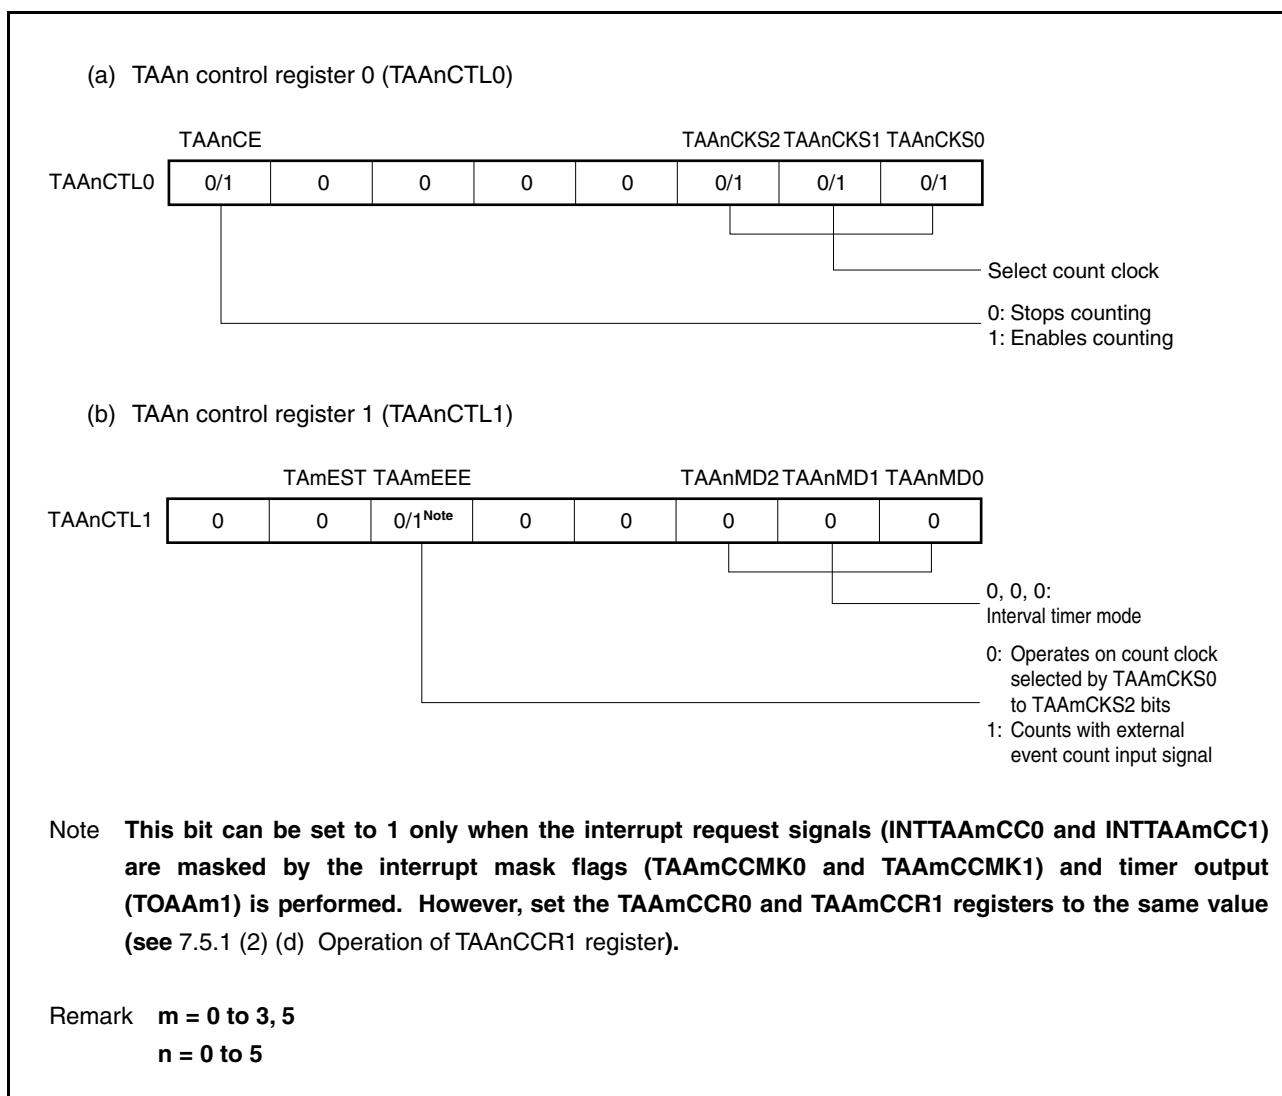 (a) TAAn control register 0 (TAAnCTL0)
TAAnCE TAAnCKS2 TAAnCKS1 TAAnCKS0
TAAnCTL0 0/1 0 0 0 0 0/1 0/1 0/1
Select count clock
0: Stops counting
1: Enables counting
(b) TAAn control register 1 (TAAnCTL1)
TAmEST TAAmEEE TAAnMD2 TAAnMD1 TAAnMD0
TAAnCTL1 0 0 0/1Note 0 0 0 0 0
0, 0, 0:
Interval timer mode
0: Operates on count clock
selected by TAAmCKS0
to TAAmCKS2 bits
1: Counts with external
event count input signal
Note This bit can be set to 1 only when the interrupt request signals (INTTAAmCC0 and INTTAAmCC1)
are masked by the interrupt mask flags (TAAmCCMK0 and TAAmCCMK1) and timer output
(TOAAm1) is performed. However, set the TAAmCCR0 and TAAmCCR1 registers to the same value
(see 7.5.1 (2) (d) Operation of TAAnCCR1 register).
Remark m = 0 to 3, 5
n = 0 to 5